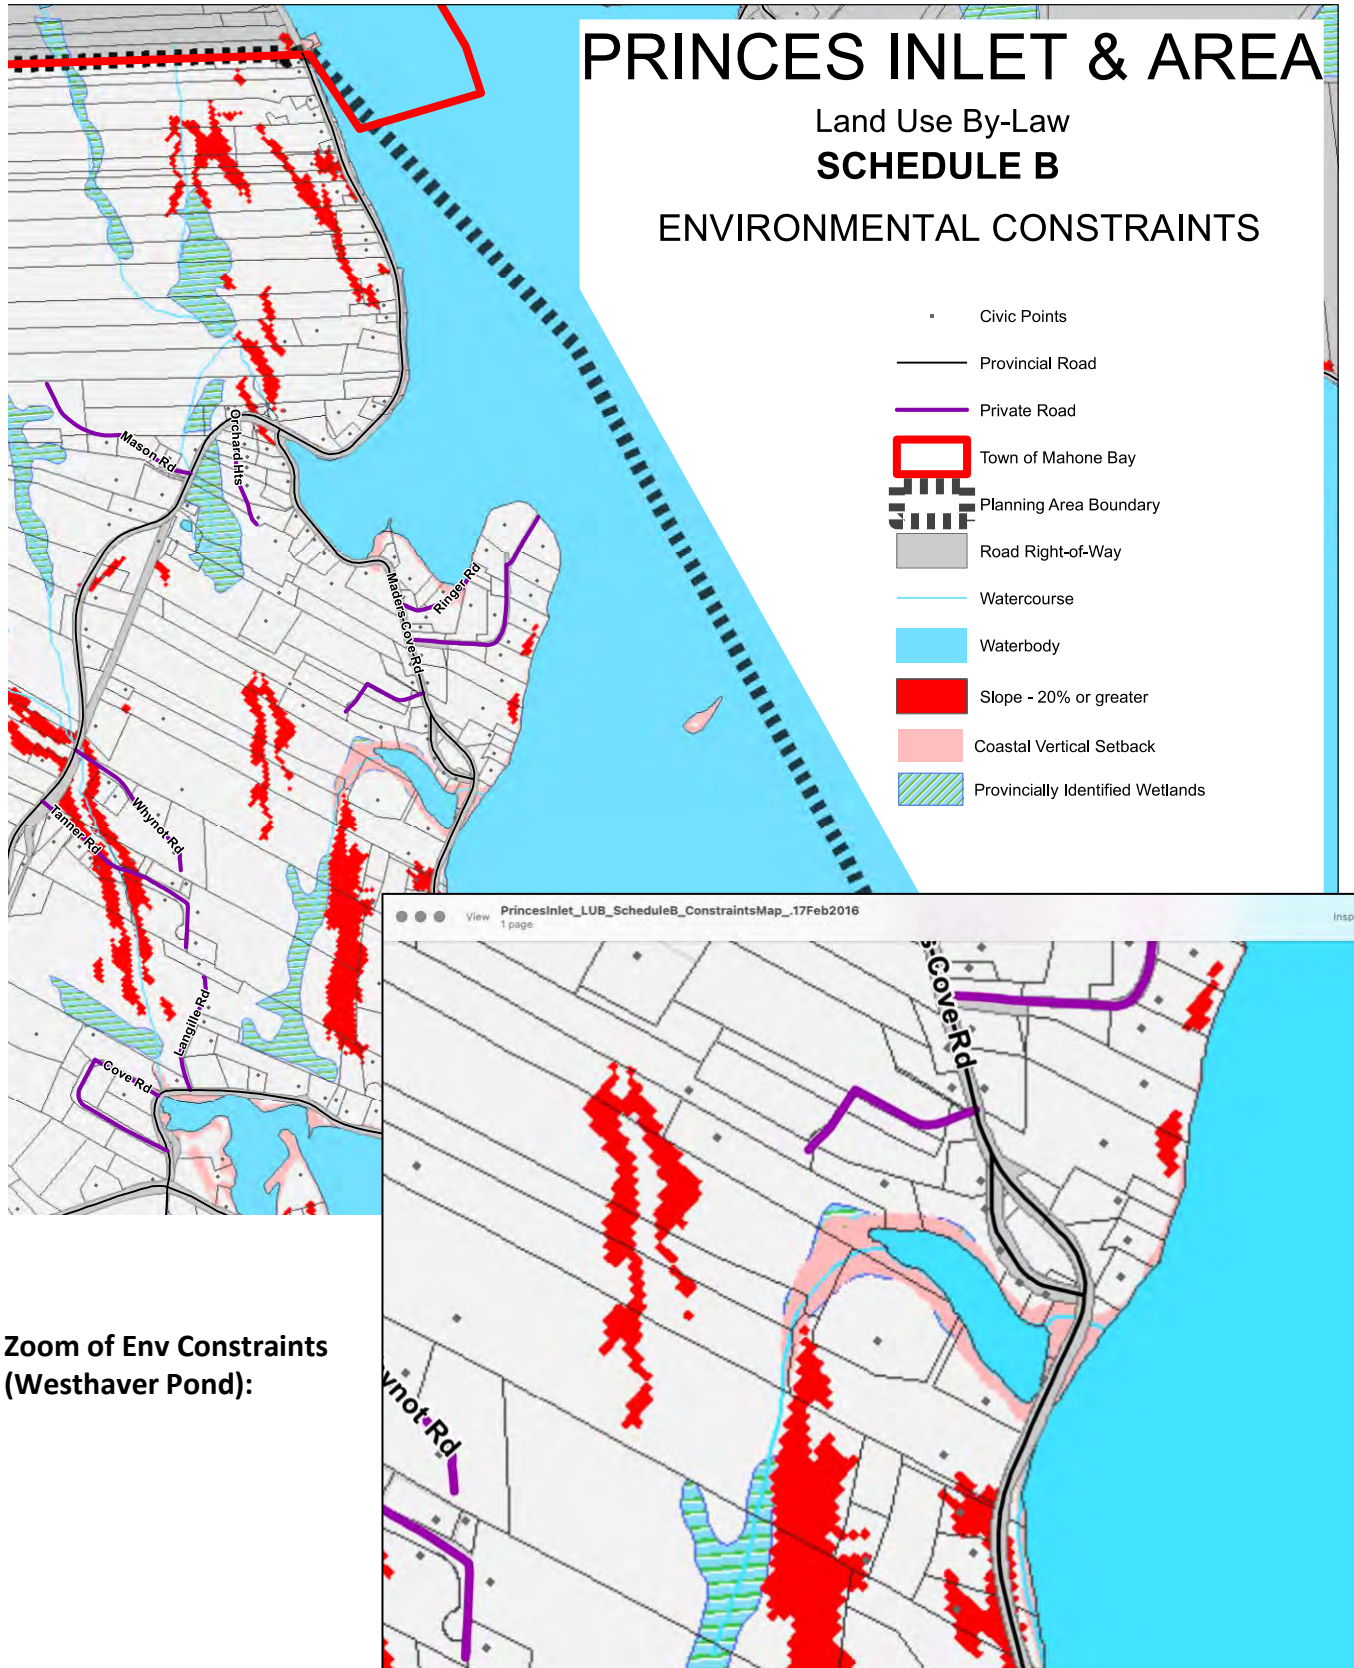 PRINCES INLET & AREA
Land Use By-Law
SCHEDULE B
ENVIRONMENTAL CONSTRAINTS
Civic Points
Provincial Road
Private Road
Town of Mahone Bay
Planning Area Boundary
Road Right-of-Way
Watercourse
Waterbody
Slope - 20% or greater
Coastal Vertical Setback
Provincially Identified Wetlands
Mason Rd
Orchard Hts
Maders-Cove-Rd
Ringer Rd
Whynot-Rd
Tanner Rd
Langille-Rd
Cove Rd
View PrincesInlet_LUB_ScheduleB_ConstraintsMap_.17Feb2016
1 page
Insp
s-Cove-Rd
ynot-Rd
Zoom of Env Constraints
(Westhaver Pond):